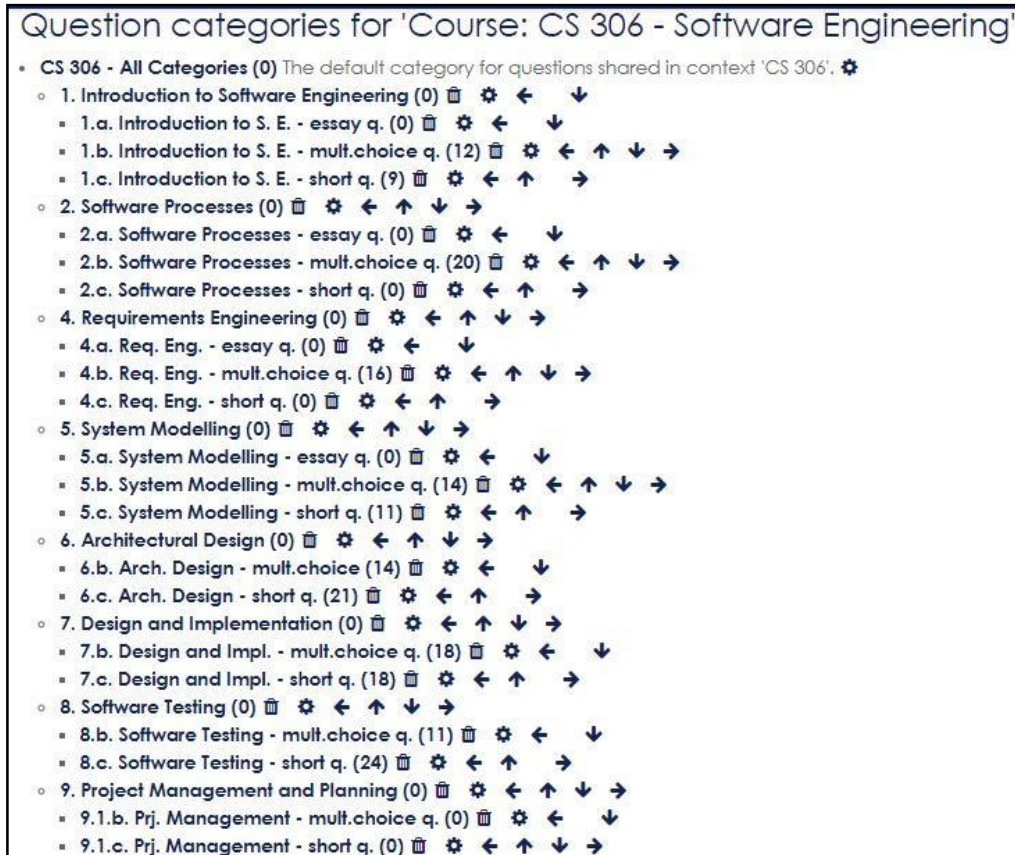 Question categories for 'Course: CS 306 - Software Engineering'
CS 306 - All Categories (0) The default category for questions shared in context 'CS 306'.
1. Introduction to Software Engineering (0)
1.a. Introduction to S. E. - essay q. (0)
1.b. Introduction to S. E. - mult.choice q. (12)
1.c. Introduction to S. E. - short q. (9)
2. Software Processes (0)
2.a. Software Processes - essay q. (0)
2.b. Software Processes - mult.choice q. (20)
2.c. Software Processes - short q. (0)
4. Requirements Engineering (0)
4.a. Req. Eng. - essay q. (0)
4.b. Req. Eng. - mult.choice q. (16)
4.c. Req. Eng. - short q. (0)
5. System Modelling (0)
5.a. System Modelling - essay q. (0)
5.b. System Modelling - mult.choice q. (14)
5.c. System Modelling - short q. (11)
6. Architectural Design (0)
6.b. Arch. Design - mult.choice (14)
6.c. Arch. Design - short q. (21)
7. Design and Implementation (0)
7.b. Design and Impl. - mult.choice q. (18)
7.c. Design and Impl. - short q. (18)
8. Software Testing (0)
8.b. Software Testing - mult.choice q. (11)
8.c. Software Testing - short q. (24)
9. Project Management and Planning (0)
9.1.b. Prj. Management - mult.choice q. (0)
9.1.c. Prj. Management - short q. (0)